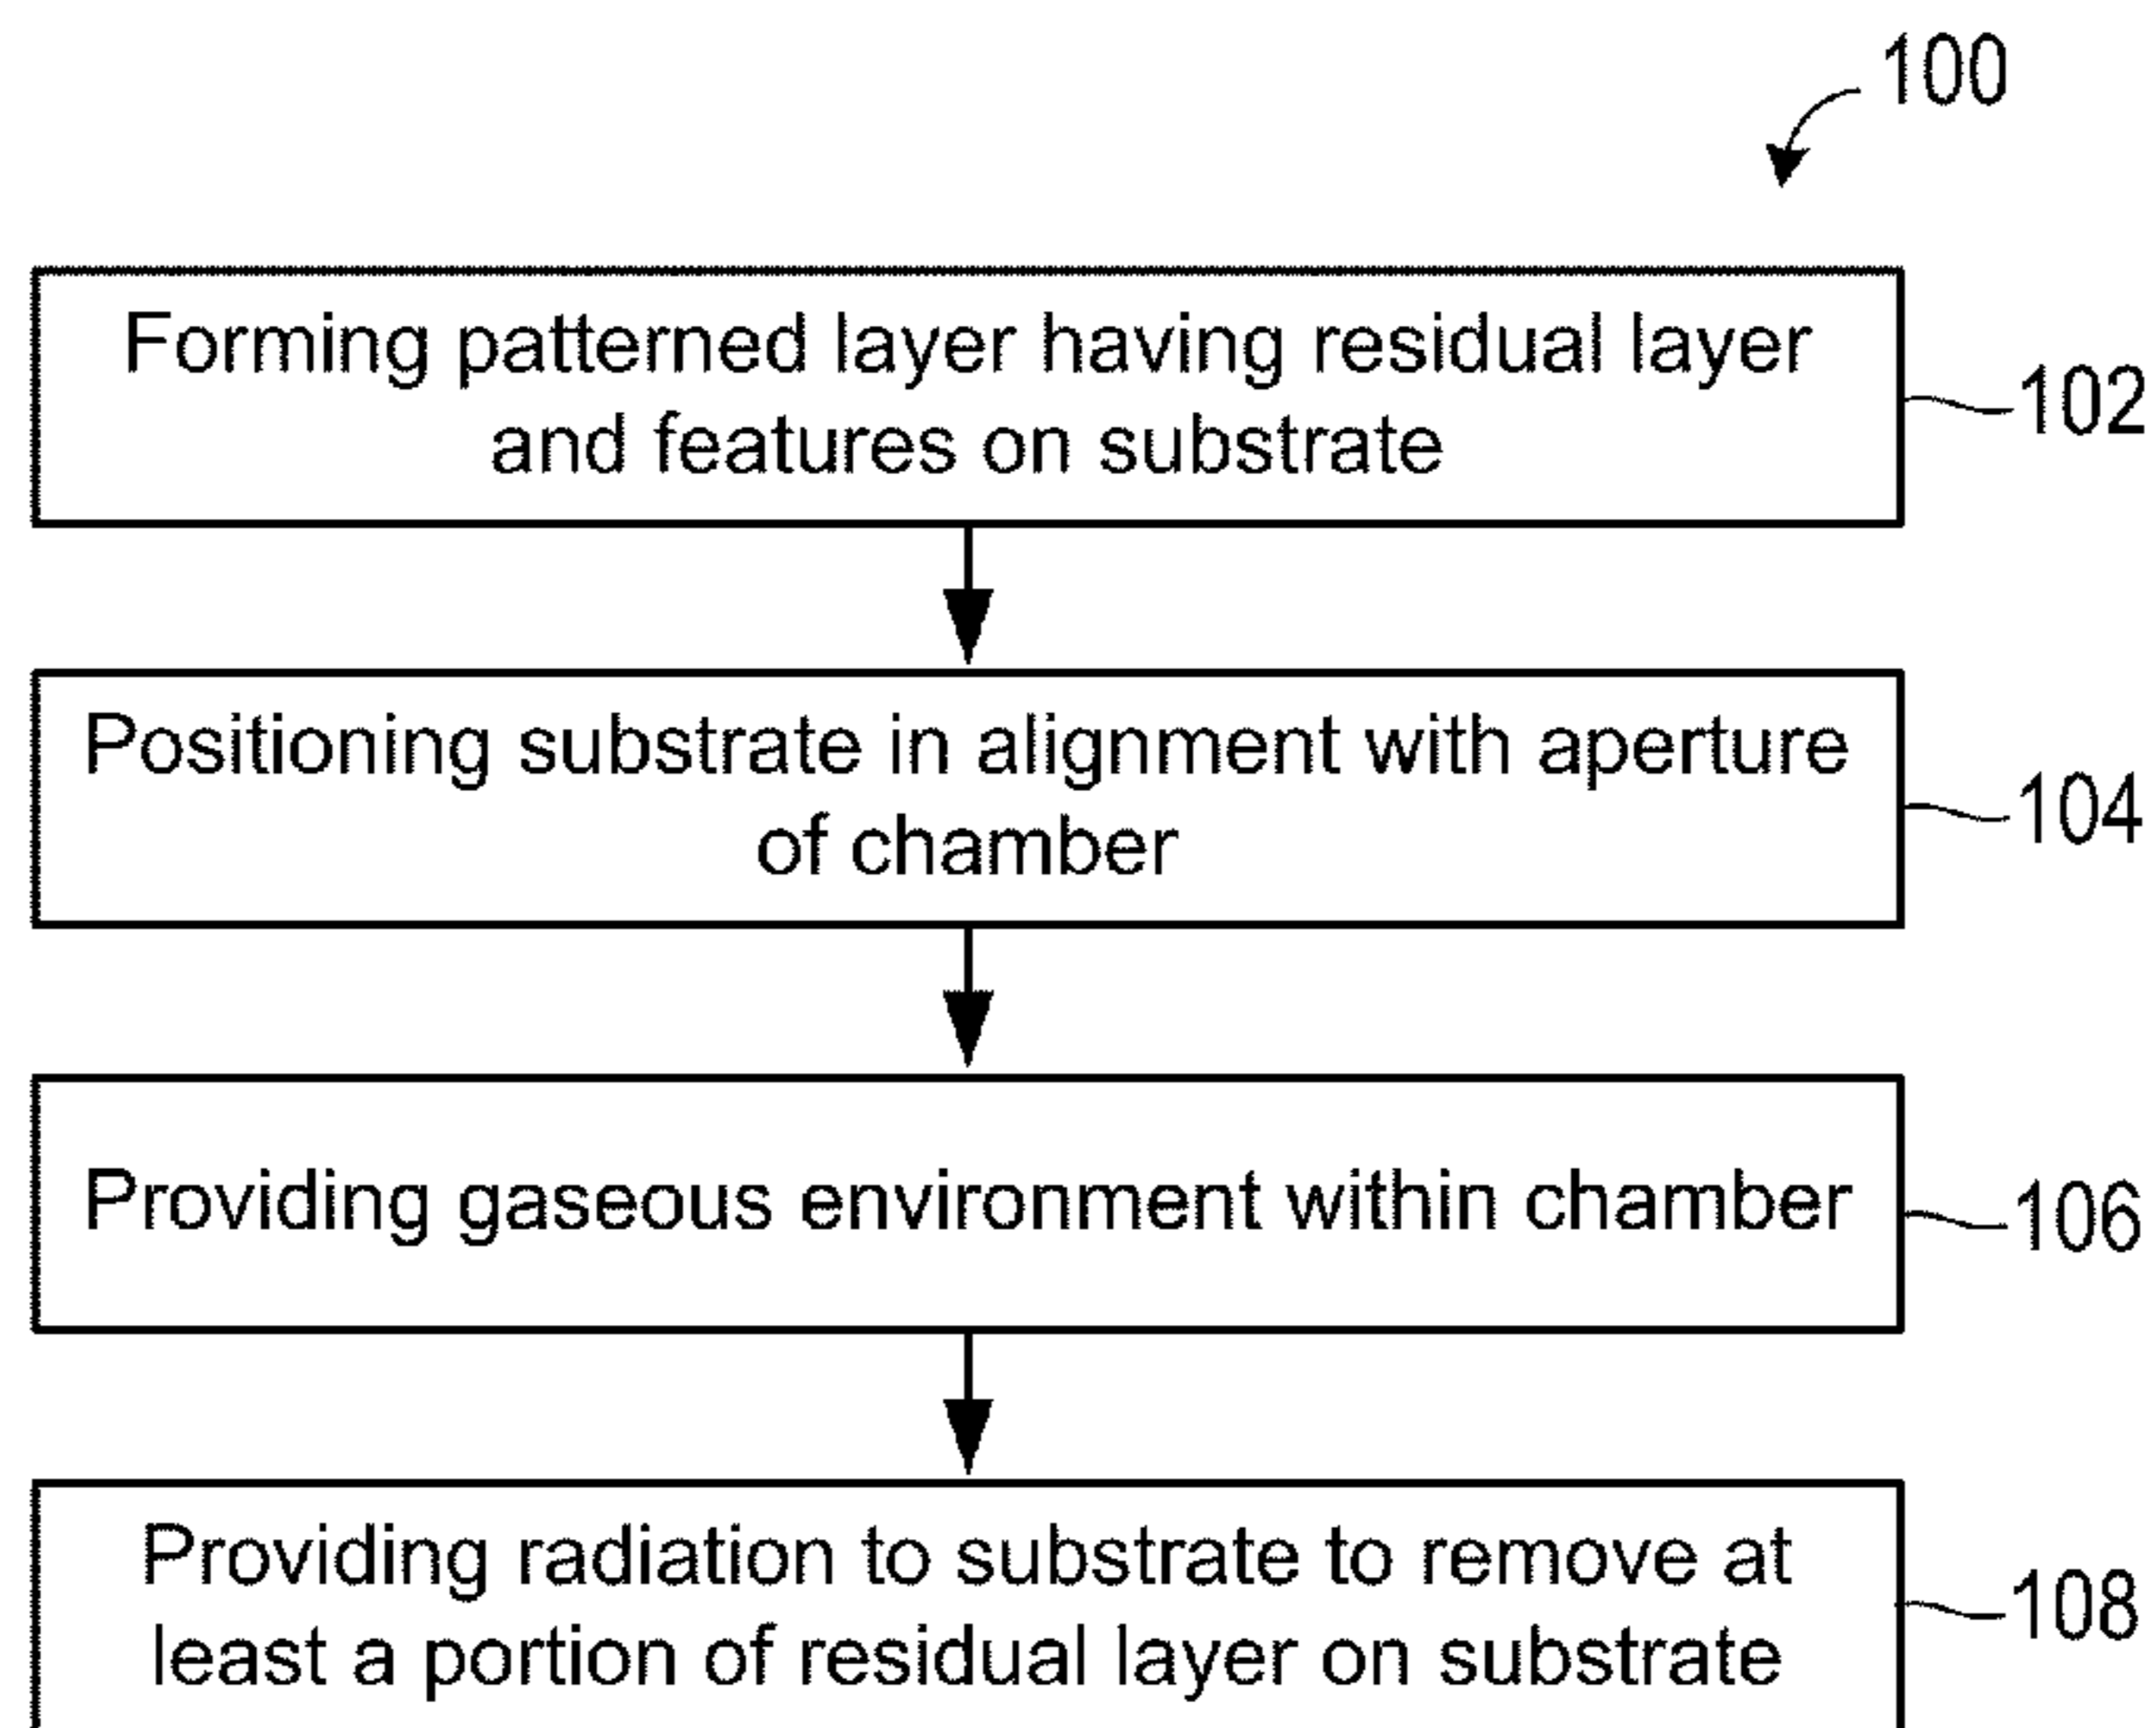 100
Forming patterned layer having residual layer
and features on substrate
102
Positioning substrate in alignment with aperture
of chamber
104
Providing gaseous environment within chamber
106
Providing radiation to substrate to remove at
least a portion of residual layer on substrate
108